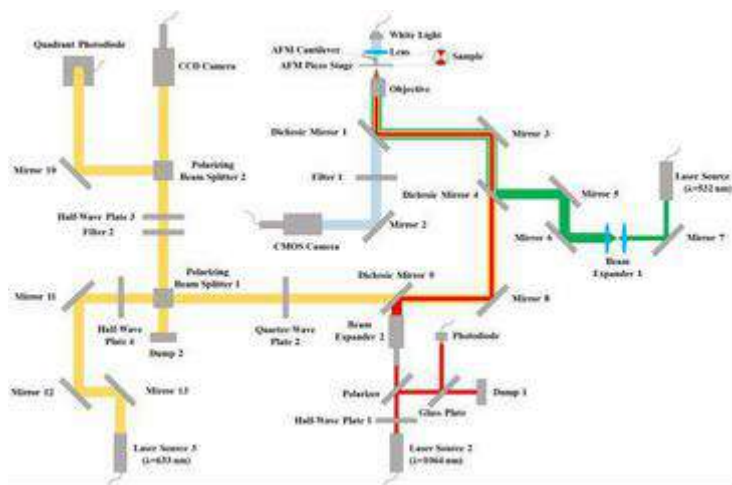 White Light
Quadrant Photodiode
AFM Cantilever
Lens
Sample
CCD Camera
AFM Piezo Stage
Objective
Dichroic Mirror 1
Mirror 3
Mirror 10
Polarizing
Beam Splitter 2
Filter 1
Dichroic Mirror 4
Mirror 5
Laser Source
(λ=532 nm)
Half-Wave Plate 3
Filter 2
Mirror 2
CMOS Camera
Mirror 6
Mirror 7
Beam
Expander 1
Polarizing
Beam Splitter 1
Dichroic Mirror 9
Mirror 11
Mirror 8
Half-Wave
Plate 4
Dump 2
Quarter-Wave
Plate 2
Beam
Expander 2
Photodiode
Mirror 12
Mirror 13
Polarizer
Dump 1
Glass Plate
Half-Wave Plate 1
Laser Source 3
(λ=633 nm)
Laser Source 2
(λ=1064 nm)